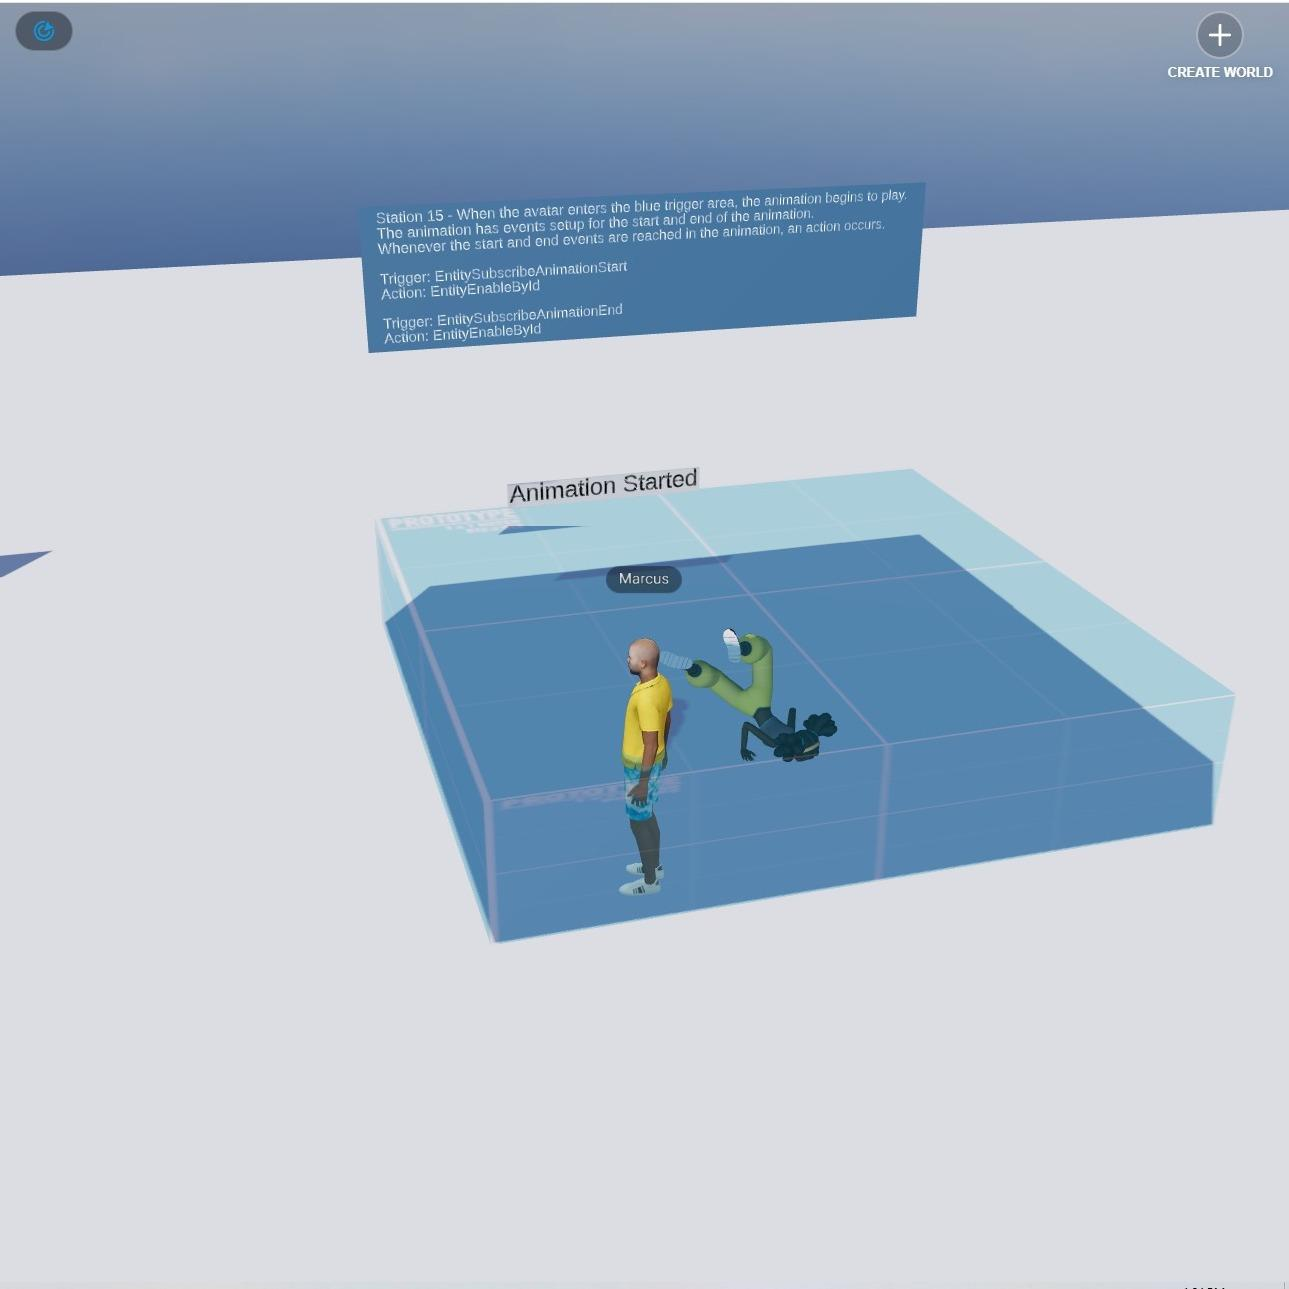 CREATE WORLD
Station 15 - When the avatar enters the blue trigger area, the animation begins to play.
The animation has events setup for the start and end of the animation.
Whenever the start and end events are reached in the animation, an action occurs.
Trigger: EntitySubscribeAnimationStart
Action: EntityEnableById
Trigger: EntitySubscribeAnimationEnd
Action: EntityEnableById
Animation Started
PROTOTYPE
Marcus
PROTOTYPE